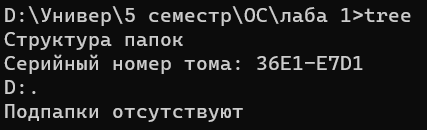 D:\Универ\5 семестр\ОС\лаба 1>tree
Структура папок
Серийный номер тома: 36E1-E7D1
D:.
Подпапки отсутствуют